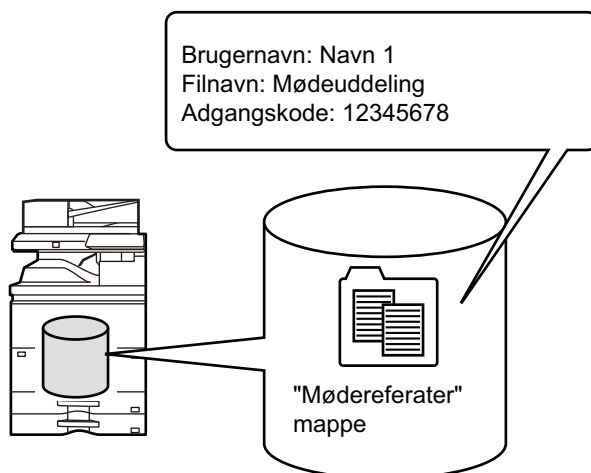 Brugernavn: Navn 1
Filnavn: Mødeuddeling
Adgangskode: 12345678
"Mødereferater"
mappe